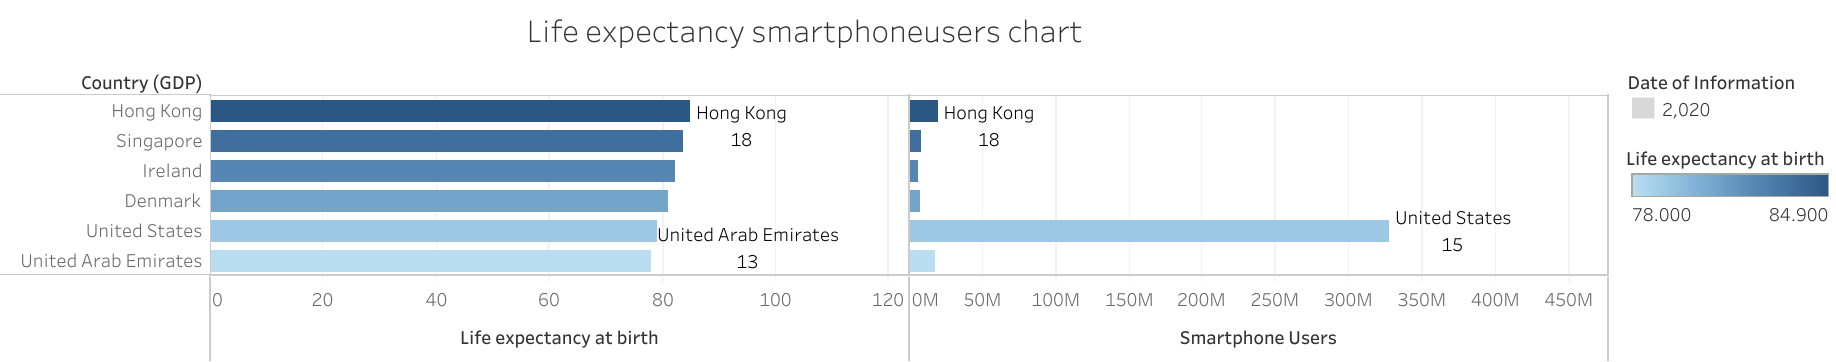 Life expectancy smartphoneusers chart
Country (GDP)
Hong Kong
Singapore
Ireland
Denmark
United States
United Arab Emirates
Hong Kong
18
United Arab Emirates
13
0 20 40 60 80 100 120
Life expectancy at birth
Hong Kong
18
United States
15
0M 50M 100M 150M 200M 250M 300M 350M 400M 450M
Smartphone Users
Date of Information
2,020
Life expectancy at birth
78.000 84.900